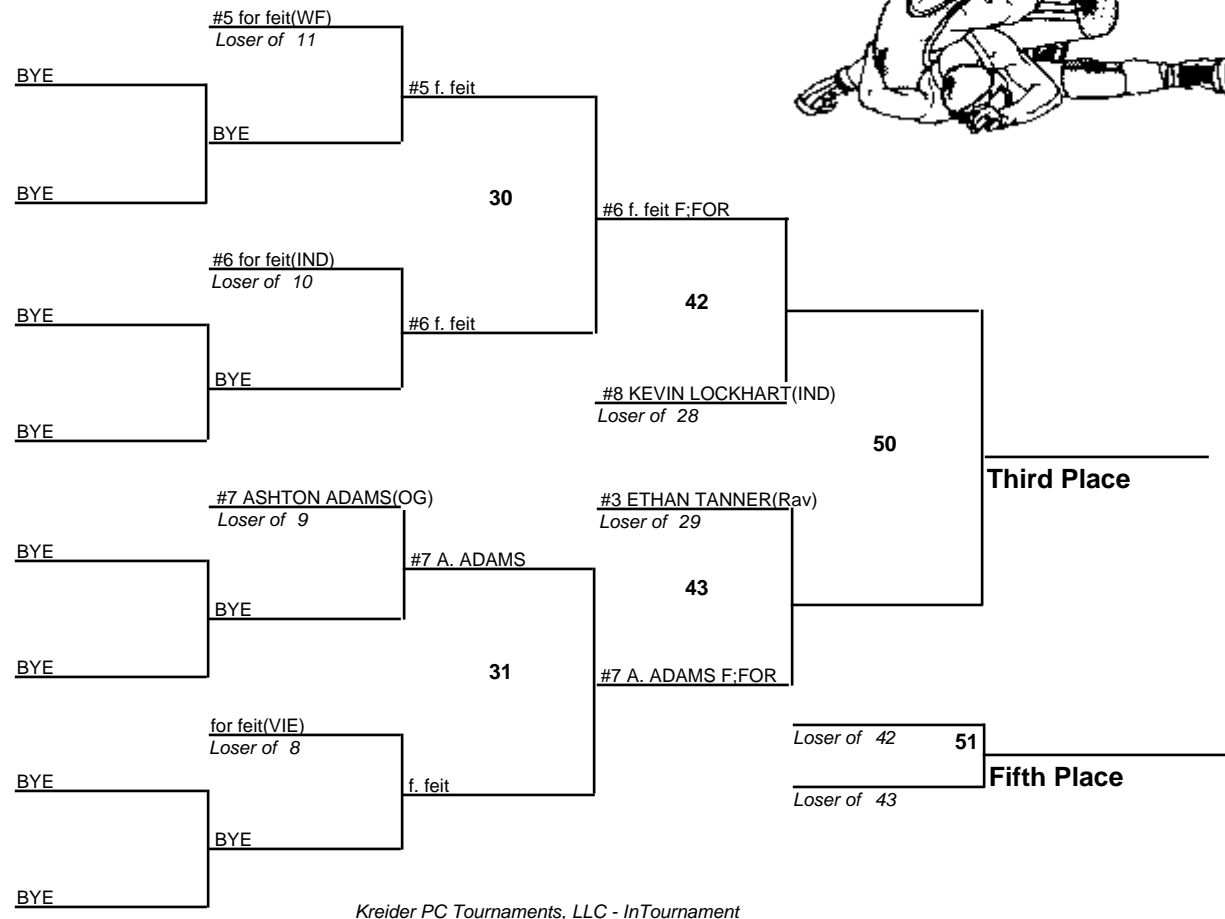 #5 for feit(WF)
Loser of 11
BYE
#5 f. feit
BYE
BYE
30
#6 f. feit F;FOR
#6 for feit(IND)
Loser of 10
42
BYE
#6 f. feit
BYE
#8 KEVIN LOCKHART(IND)
Loser of 28
BYE
50
Third Place
#7 ASHTON ADAMS(OG)
Loser of 9
#3 ETHAN TANNER(Rav)
Loser of 29
BYE
#7 A. ADAMS
43
BYE
BYE
31
#7 A. ADAMS F;FOR
for feit(VIE)
Loser of 8
Loser of 42
51
Fifth Place
BYE
f. feit
Loser of 43
BYE
BYE
Kreider PC Tournaments, LLC - InTournament